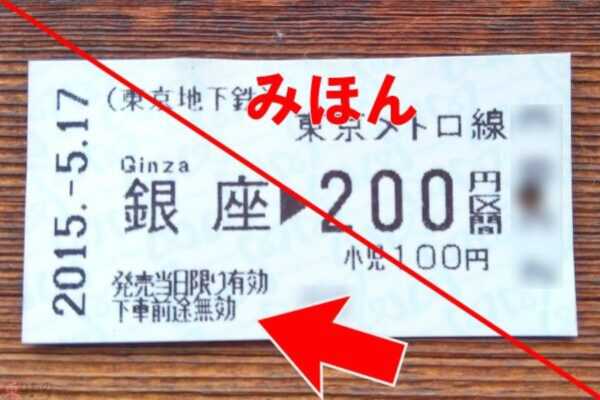 みほん
(東京地下鉄)
東京メトロ線
2015.-5.17
Ginza
銀座▶200円区間
小児100円
発売当日限り有効
下車前途無効